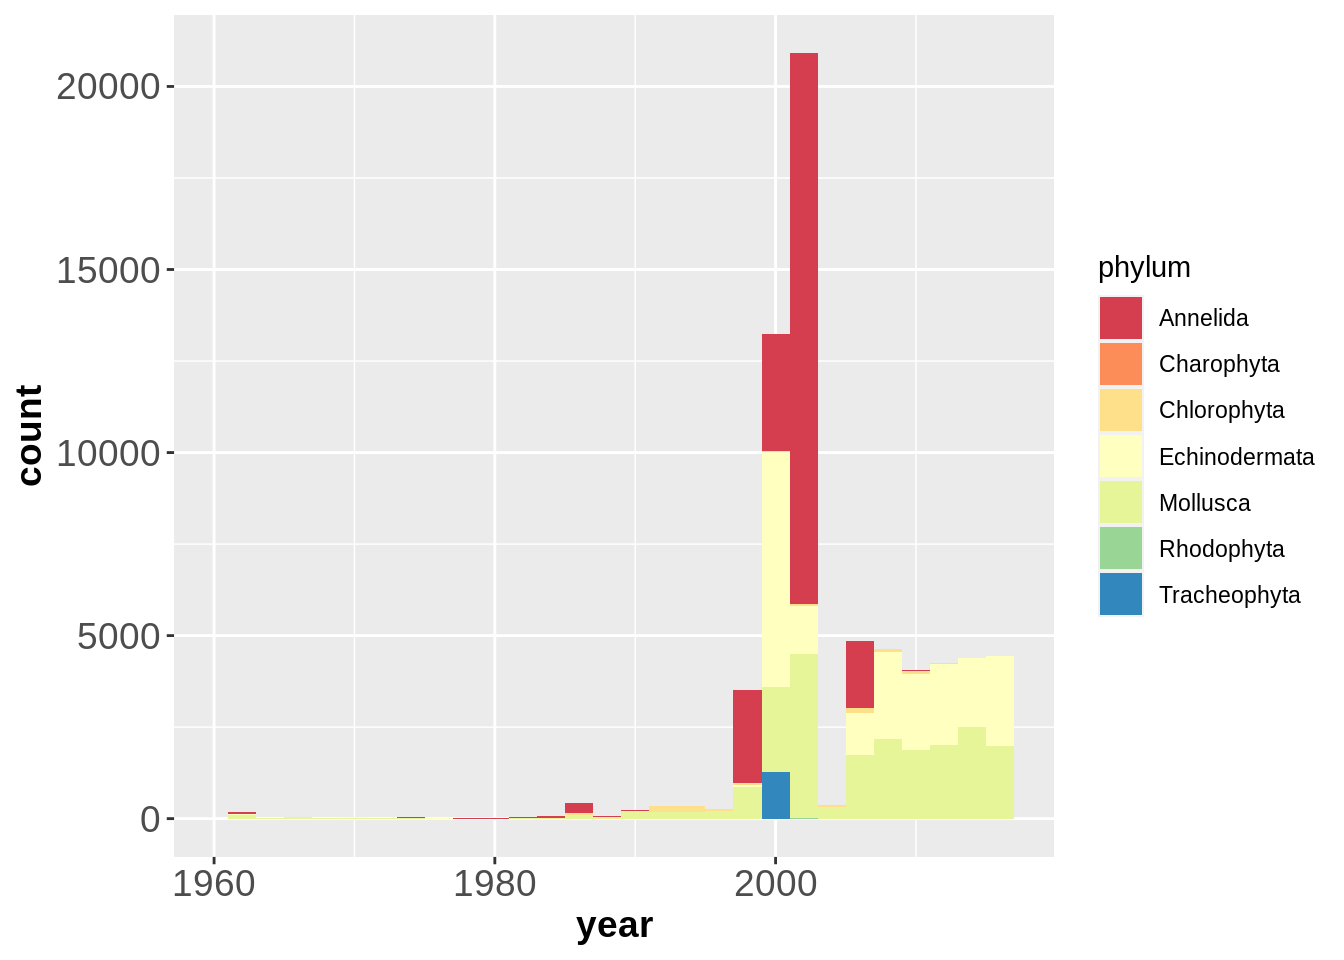 20000
15000
10000
5000
0
count
1960
1980
2000
year
phylum
Annelida
Charophyta
Chlorophyta
Echinodermata
Mollusca
Rhodophyta
Tracheophyta